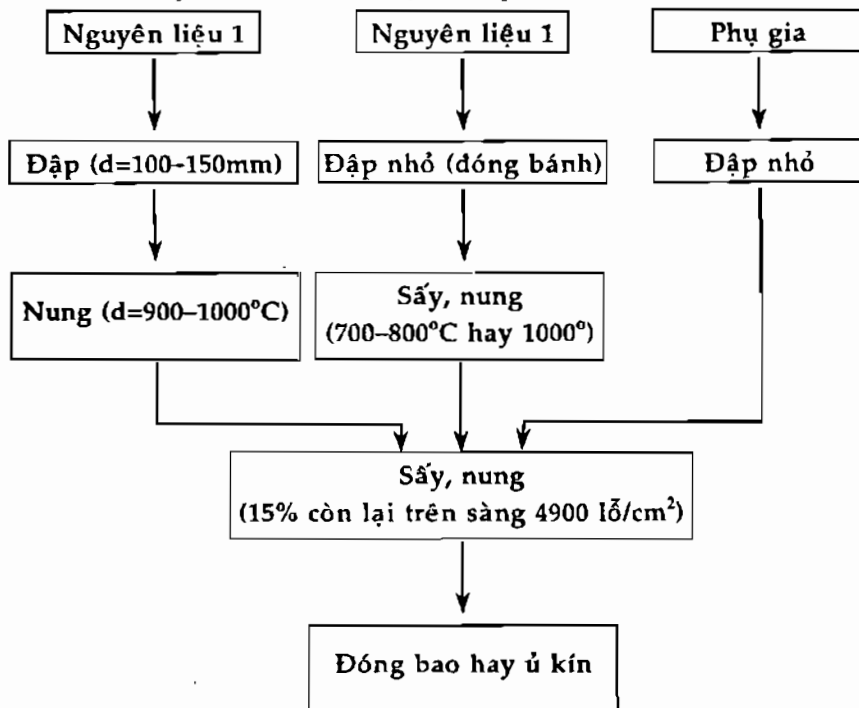 Nguyên liệu 1
Nguyên liệu 1
Phụ gia
Đập (d=100-150mm)
Đập nhỏ (đóng bánh)
Đập nhỏ
Nung (d=900–1000°C)
Sấy, nung
(700–800°C hay 1000°)
Sấy, nung
(15% còn lại trên sàng 4900 lỗ/cm²)
Đóng bao hay ủ kín